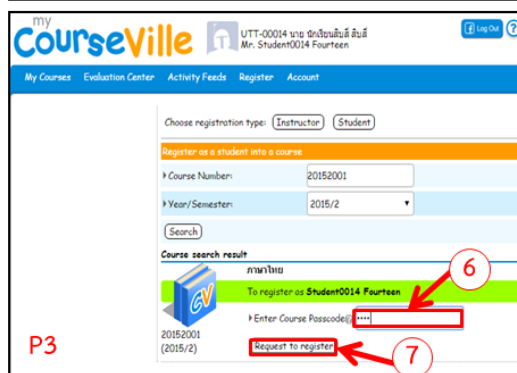 my
CourseVille
UTT-00014 นาย นักเรียนสิบสี่ สิบสี่
Mr. Student0014 Fourteen
Log Out
?
My Courses Evaluation Center Activity Feeds Register Account
Choose registration type: Instructor Student
Register as a student into a course
Course Number: 20152001
Year/Semester: 2015/2
Search
Course search result
ภาษาไทย
CV
To register as Student0014 Fourteen
6
Enter Course Passcode@ ••••
20152001
(2015/2)
Request to register
7
P3